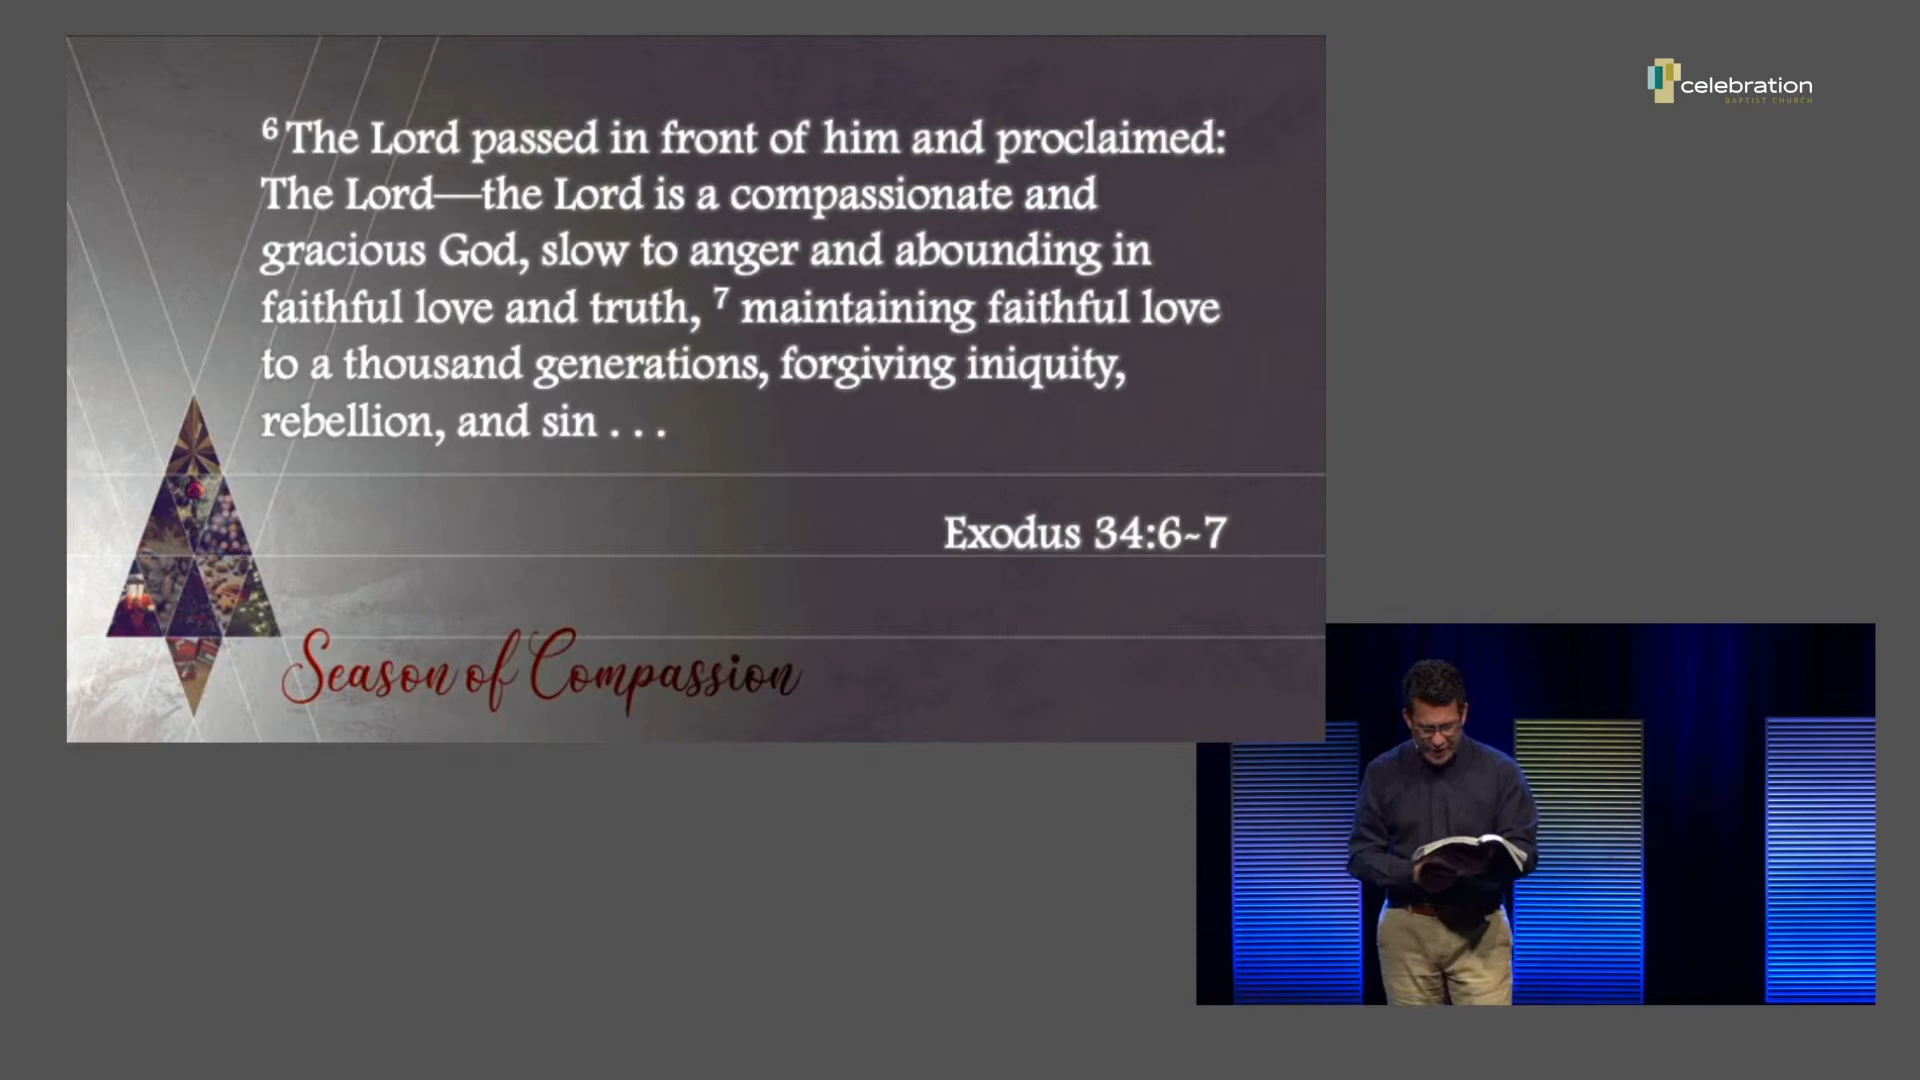 celebration
BAPTIST CHURCH
6 The Lord passed in front of him and proclaimed:
The Lord—the Lord is a compassionate and
gracious God, slow to anger and abounding in
faithful love and truth, 7 maintaining faithful love
to a thousand generations, forgiving iniquity,
rebellion, and sin . . .
Exodus 34:6-7
Season of Compassion